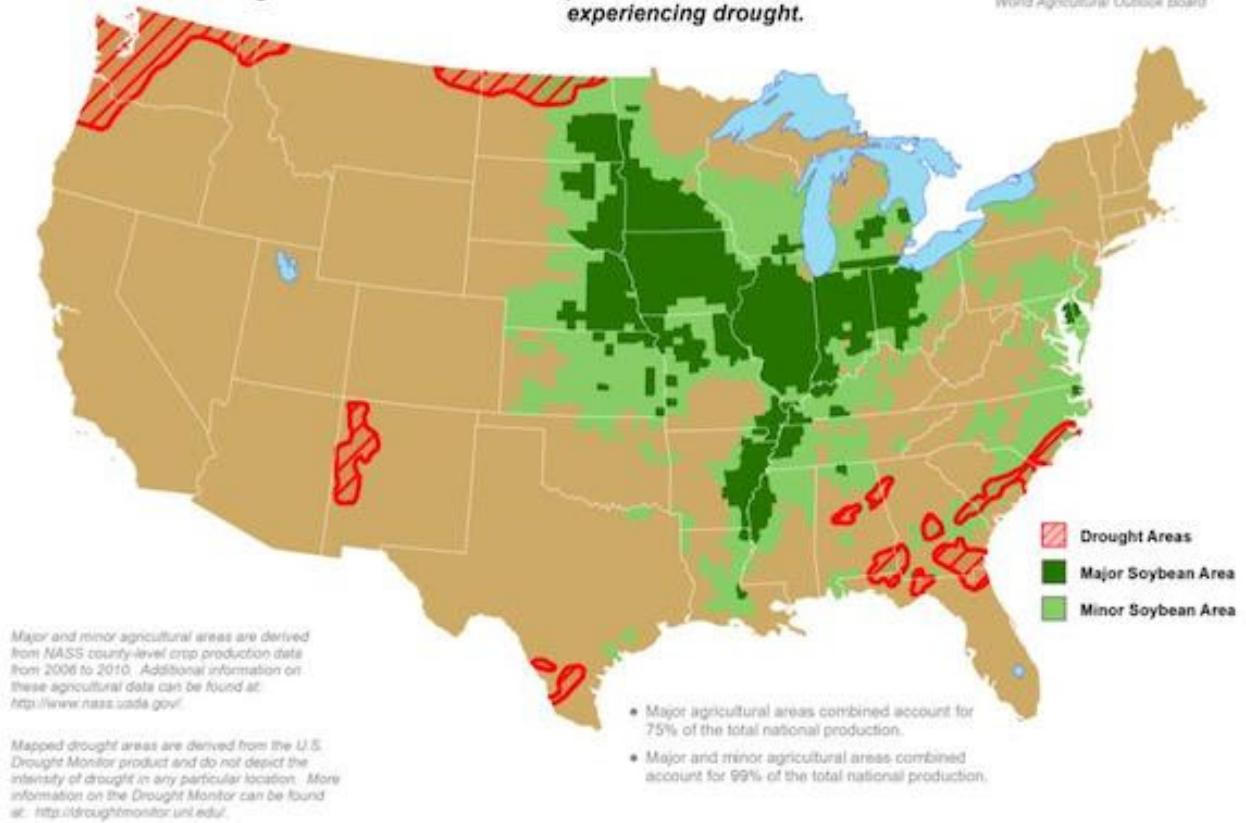 experiencing drought.
World Agricultural Outlook Board
Drought Areas
Major Soybean Area
Minor Soybean Area
Major and minor agricultural areas are derived
from NASS county-level crop production data
from 2006 to 2010. Additional information on
these agricultural data can be found at:
http://www.nass.usda.gov/.
Mapped drought areas are derived from the U.S.
Drought Monitor product and do not depict the
intensity of drought in any particular location. More
information on the Drought Monitor can be found
at: http://droughtmonitor.unl.edu/.
• Major agricultural areas combined account for
75% of the total national production.
• Major and minor agricultural areas combined
account for 99% of the total national production.